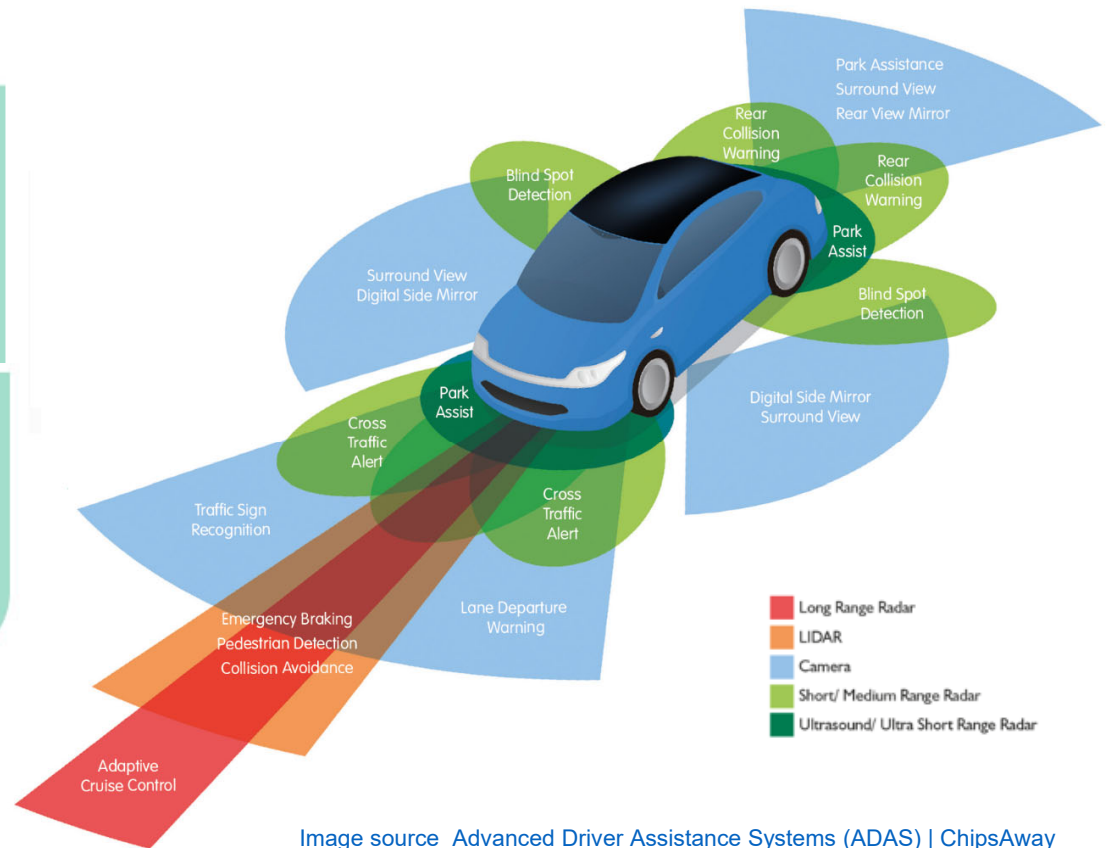 Park Assistance
Surround View
Rear View Mirror
Rear
Collision
Warning
Rear
Collision
Warning
Blind Spot
Detection
Park
Assist
Surround View
Digital Side Mirror
Blind Spot
Detection
Park
Assist
Digital Side Mirror
Surround View
Cross
Traffic
Alert
Cross
Traffic
Alert
Traffic Sign
Recognition
Lane Departure
Warning
Emergency Braking
Pedestrian Detection
Collision Avoidance
Adaptive
Cruise Control
Long Range Radar
LIDAR
Camera
Short/ Medium Range Radar
Ultrasound/ Ultra Short Range Radar
Image source Advanced Driver Assistance Systems (ADAS) | ChipsAway